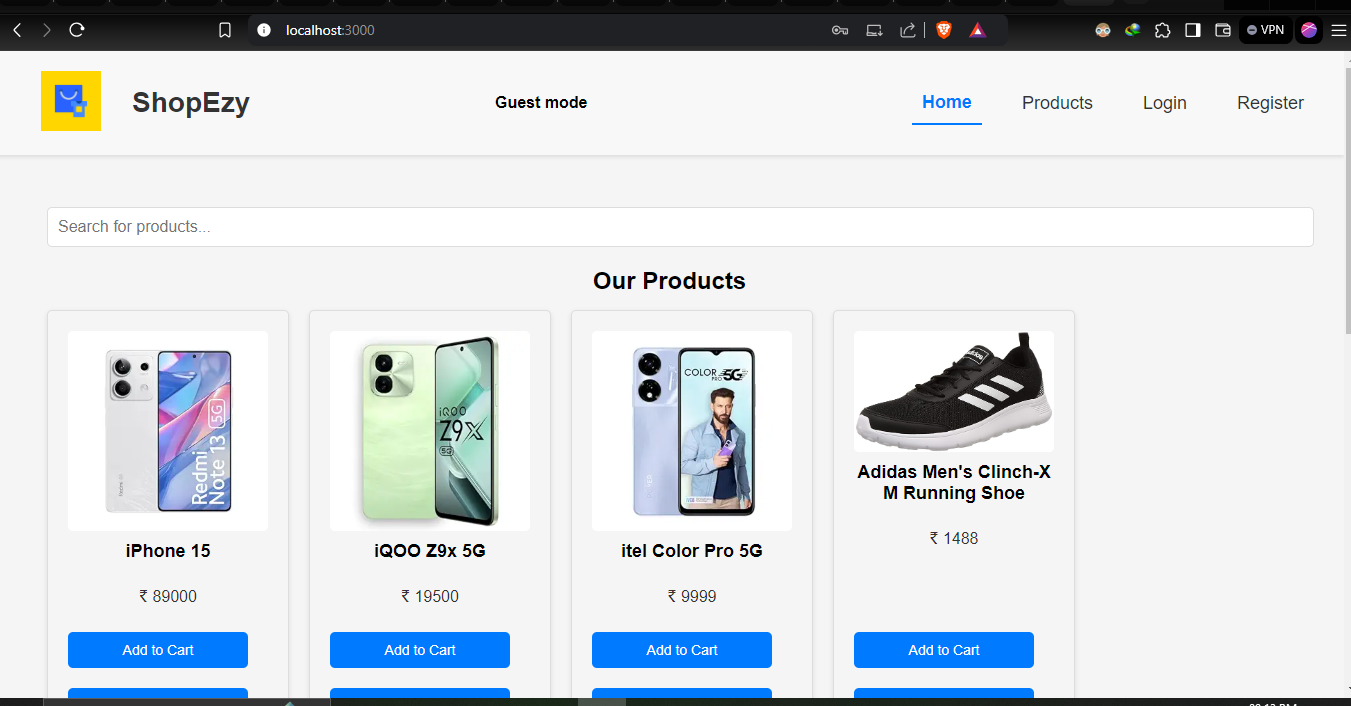 localhost:3000
VPN
ShopEzy
Guest mode
Home
Products
Login
Register
Search for products...
Our Products
Redmi
Note 13 5G
iQOO
Z9X
5G
COLOR
PRO 5G
adidas
iPhone 15
iQOO Z9x 5G
itel Color Pro 5G
Adidas Men's Clinch-X
M Running Shoe
₹ 89000
₹ 19500
₹ 9999
₹ 1488
Add to Cart
Add to Cart
Add to Cart
Add to Cart